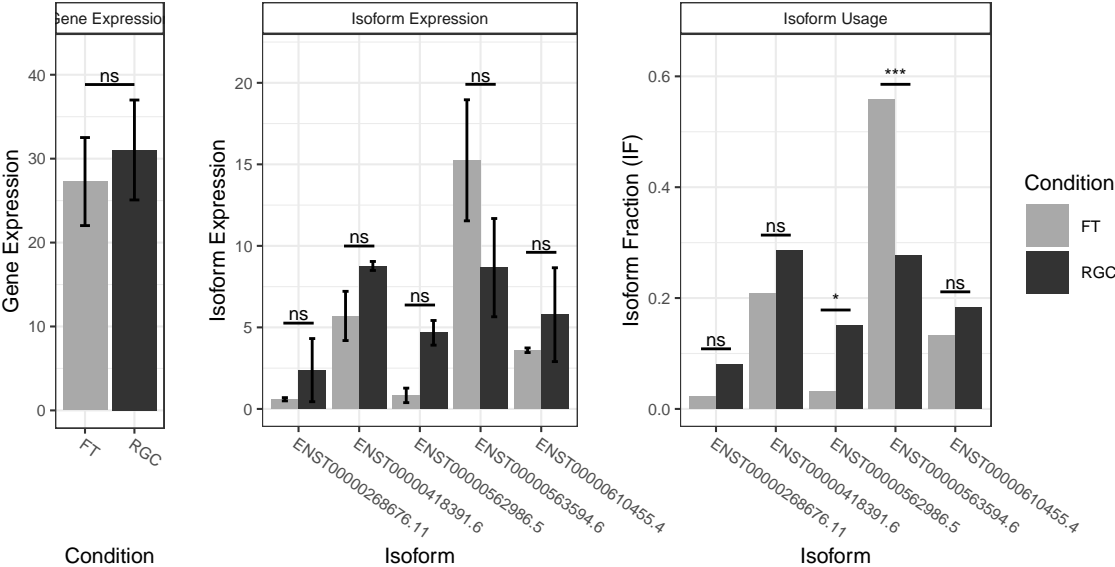 Gene Expression
Isoform Expression
Isoform Usage
Gene Expression
40
30
20
10
0
ns
FT
RGC
Condition
Isoform Expression
20
15
10
5
0
ns
ns
ns
ns
ns
ENST00000268676.11
ENST00000418391.6
ENST00000562986.5
ENST00000563594.6
ENST00000610455.4
Isoform
Isoform Fraction (IF)
0.6
0.4
0.2
0.0
ns
ns
*
***
ns
ENST00000268676.11
ENST00000418391.6
ENST00000562986.5
ENST00000563594.6
ENST00000610455.4
Isoform
Condition
FT
RGC